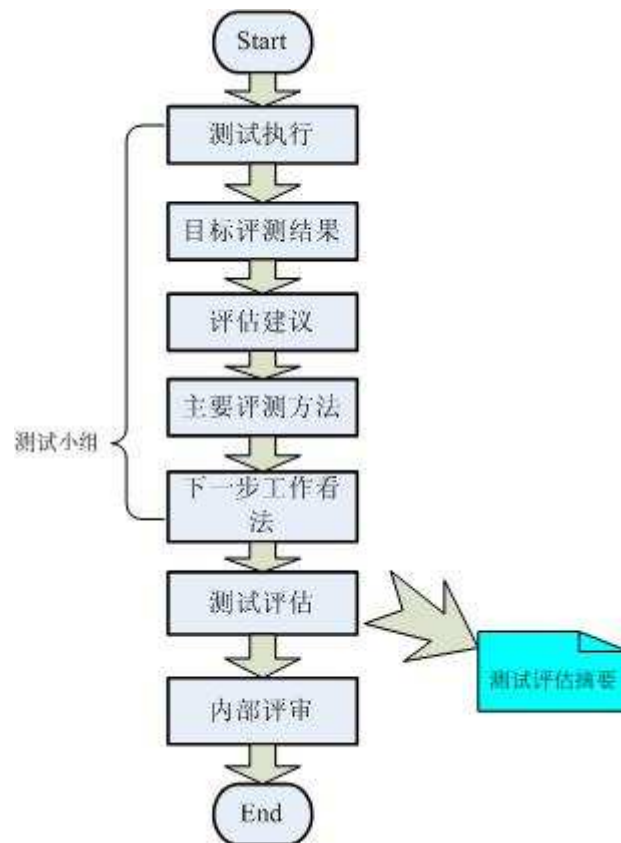 Start
测试执行
目标评测结果
评估建议
主要评测方法
测试小组
下一步工作看
法
测试评估
测试评估摘要
内部评审
End